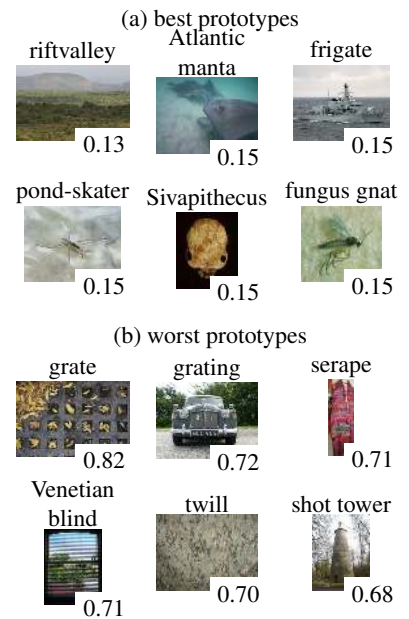 (a) best prototypes
riftvalley
Atlantic
manta
frigate
0.13
0.15
0.15
pond-skater
Sivapithecus
fungus gnat
0.15
0.15
0.15
(b) worst prototypes
grate
grating
serape
0.82
0.72
0.71
Venetian
blind
twill
shot tower
0.71
0.70
0.68